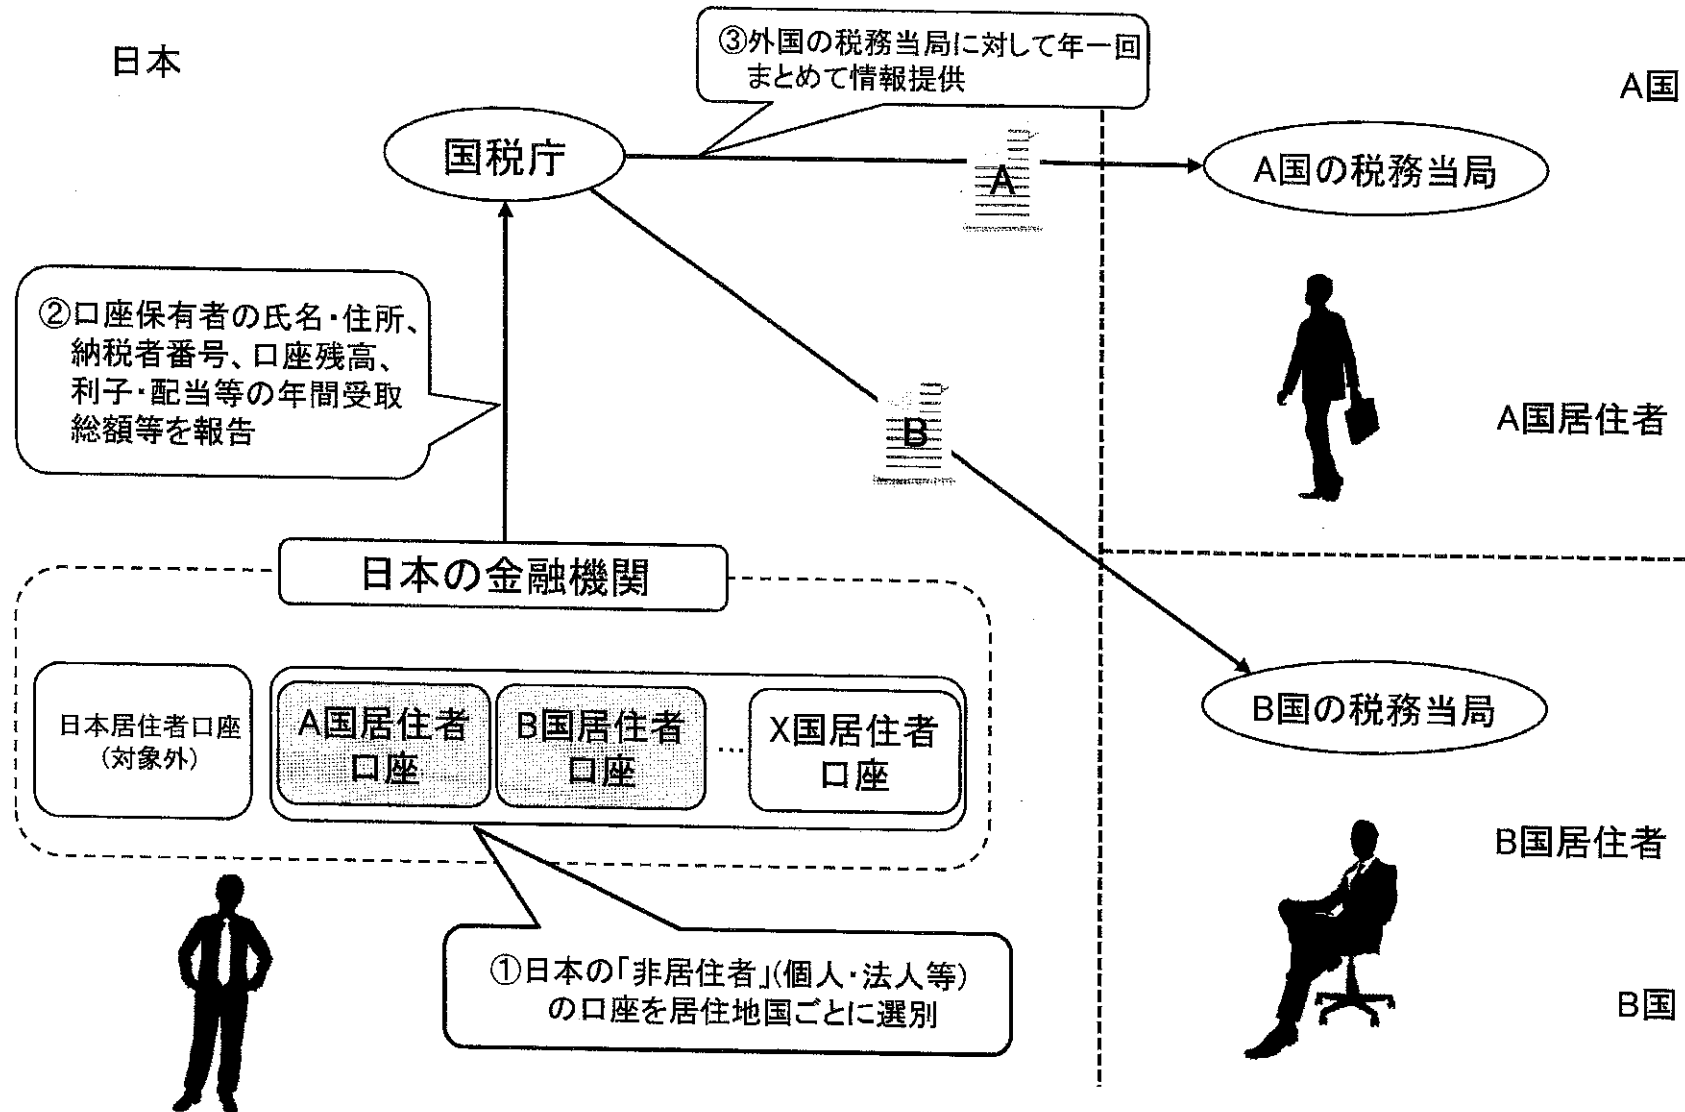 日本
③外国の税務当局に対して年一回
まとめて情報提供
A国
国税庁
A
A国の税務当局
②口座保有者の氏名・住所、
納税者番号、口座残高、
利子・配当等の年間受取
総額等を報告
B
A国居住者
日本の金融機関
日本居住者口座
(対象外)
A国居住者
口座
B国居住者
口座
…
X国居住者
口座
B国の税務当局
B国居住者
①日本の「非居住者」(個人・法人等)
の口座を居住地国ごとに選別
B国